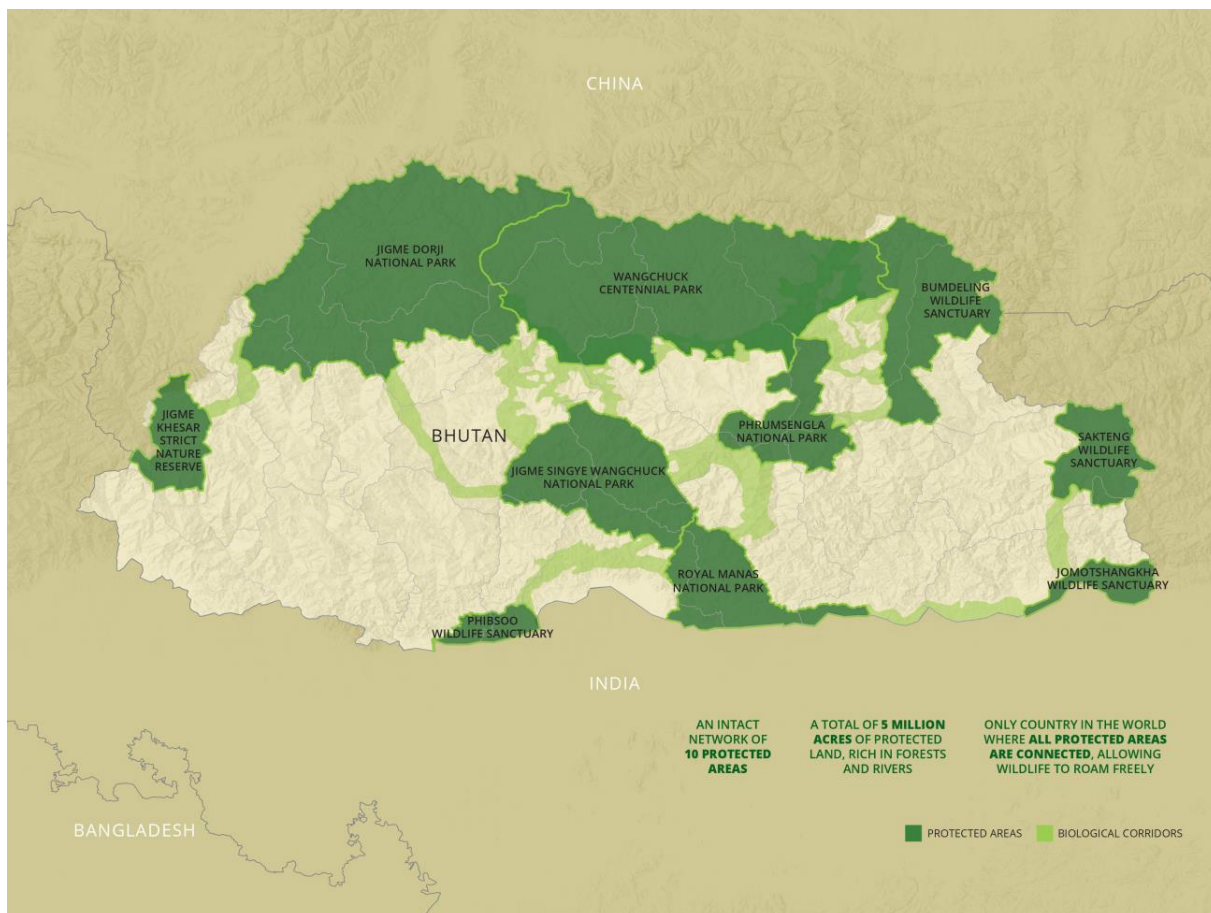 CHINA
JIGME DORJI
NATIONAL PARK
WANGCHUCK
CENTENNIAL PARK
BUMDELING
WILDLIFE
SANCTUARY
JIGME
KHESAR
STRICT
NATURE
RESERVE
BHUTAN
PHRUMSENGLA
NATIONAL PARK
SAKTENG
WILDLIFE
SANCTUARY
JIGME SINGYE WANGCHUCK
NATIONAL PARK
ROYAL MANAS
NATIONAL PARK
JOMOTSHANGKHA
WILDLIFE SANCTUARY
PHIBSOO
WILDLIFE SANCTUARY
INDIA
AN INTACT
NETWORK OF
10 PROTECTED
AREAS
A TOTAL OF 5 MILLION
ACRES OF PROTECTED
LAND, RICH IN FORESTS
AND RIVERS
ONLY COUNTRY IN THE WORLD
WHERE ALL PROTECTED AREAS
ARE CONNECTED, ALLOWING
WILDLIFE TO ROAM FREELY
BANGLADESH
PROTECTED AREAS
BIOLOGICAL CORRIDORS